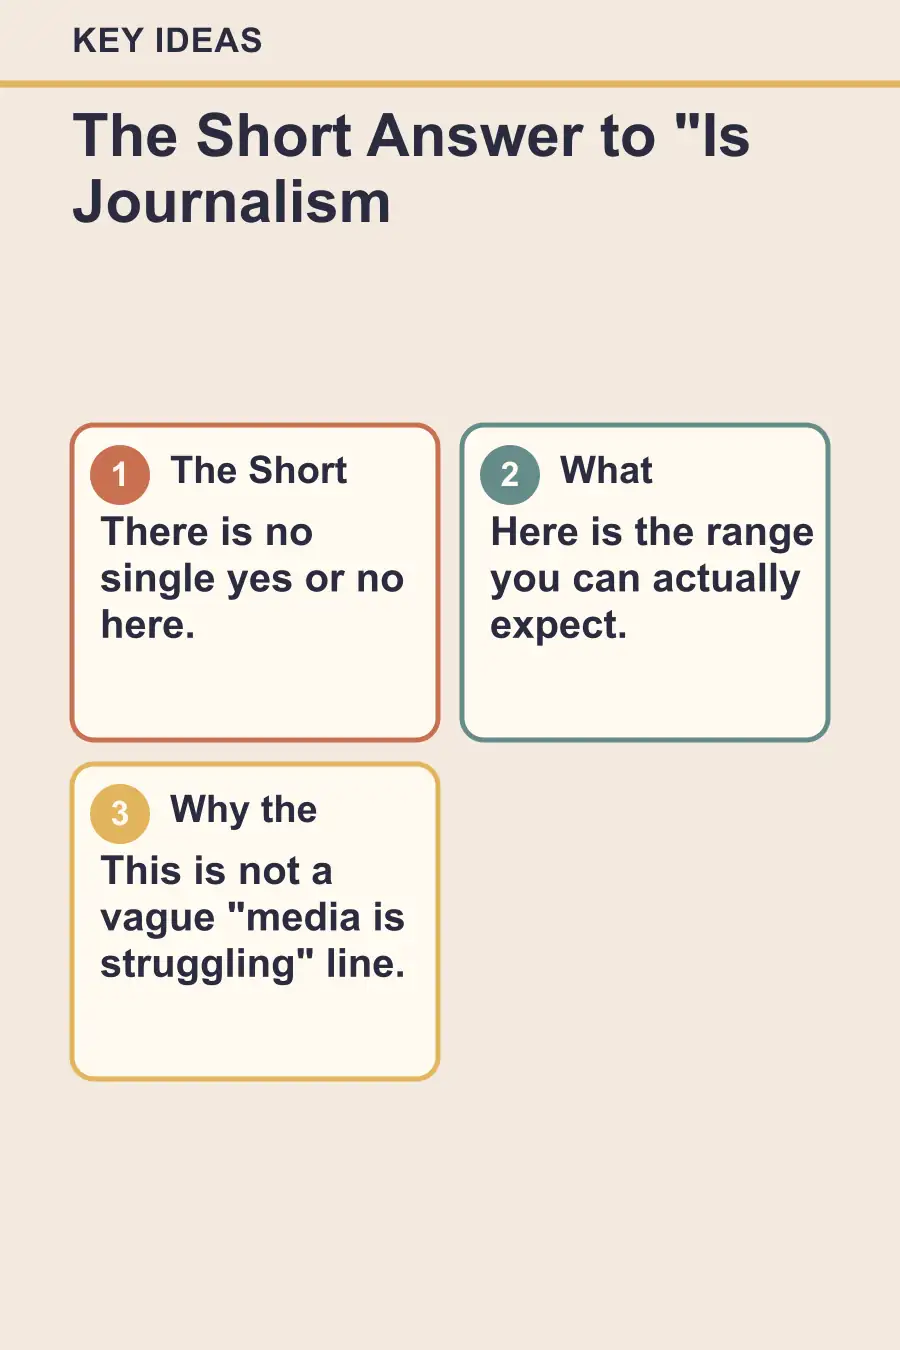 KEY IDEAS
The Short Answer to "Is
Journalism
1
The Short
There is no
single yes or no
here.
2
What
Here is the range
you can actually
expect.
3
Why the
This is not a
vague "media is
struggling" line.